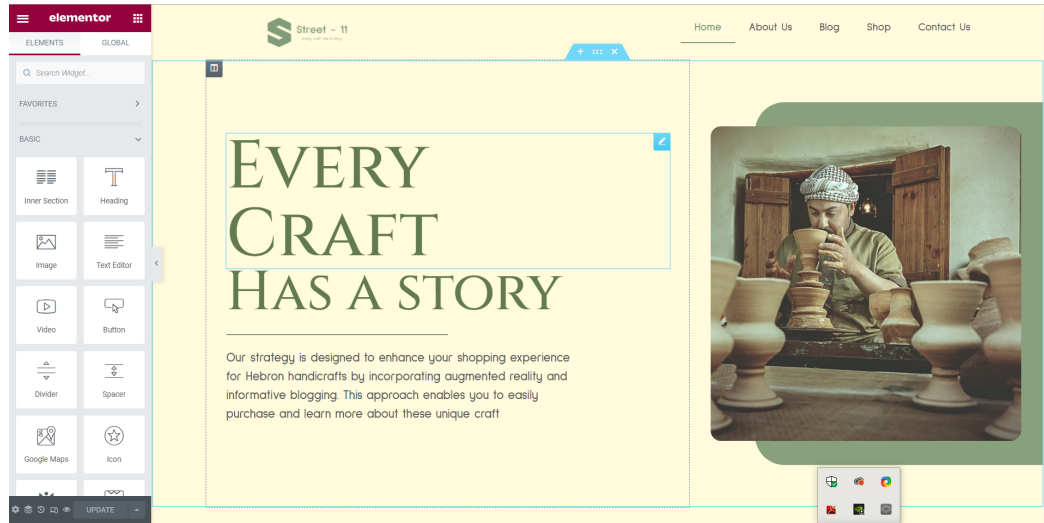 elementor
ELEMENTS GLOBAL
Search Widget...
FAVORITES
BASIC
Inner Section
Heading
Image
Text Editor
Video
Button
Divider
Spacer
Google Maps
Icon
UPDATE
Street - 11
Home About Us Blog Shop Contact Us
EVERY
CRAFT
HAS A STORY
Our strategy is designed to enhance your shopping experience
for Hebron handicrafts by incorporating augmented reality and
informative blogging. This approach enables you to easily
purchase and learn more about these unique craft